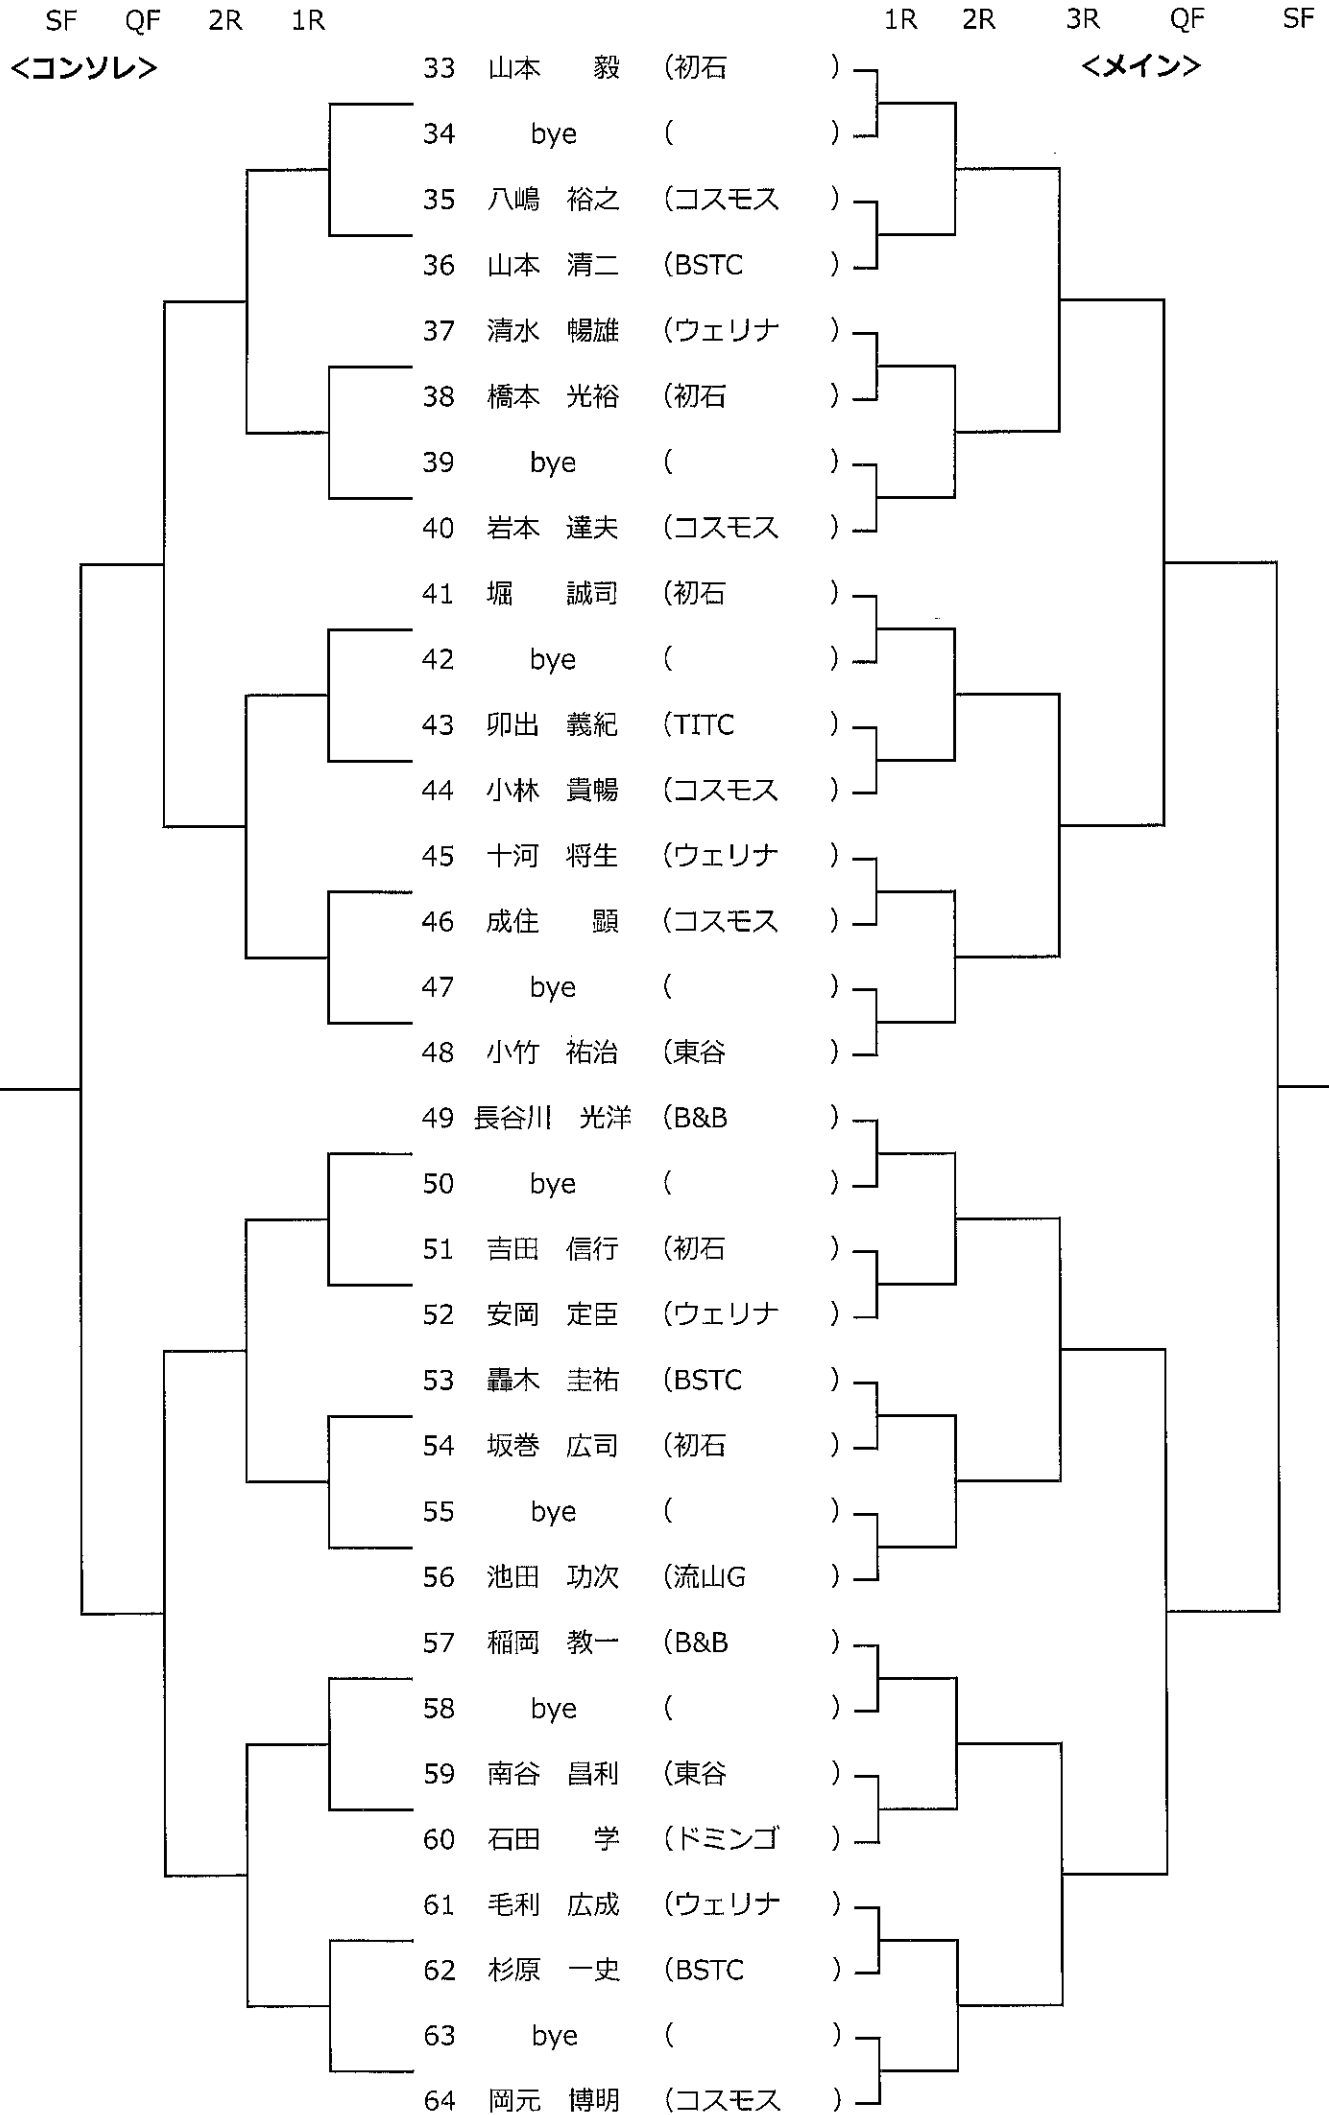 SF QF 2R 1R 1R 2R 3R QF SF
<コンソレ> <メイン>
33 山本 毅 (初石 )
34 bye ( )
35 八嶋 裕之 (コスモス )
36 山本 清二 (BSTC )
37 清水 暢雄 (ウェリナ )
38 橋本 光裕 (初石 )
39 bye ( )
40 岩本 達夫 (コスモス )
41 堀 誠司 (初石 )
42 bye ( )
43 卯出 義紀 (TITC )
44 小林 貴暢 (コスモス )
45 十河 将生 (ウェリナ )
46 成住 顕 (コスモス )
47 bye ( )
48 小竹 祐治 (東谷 )
49 長谷川 光洋 (B&B )
50 bye ( )
51 吉田 信行 (初石 )
52 安岡 定臣 (ウェリナ )
53 轟木 圭祐 (BSTC )
54 坂巻 広司 (初石 )
55 bye ( )
56 池田 功次 (流山G )
57 稲岡 教一 (B&B )
58 bye ( )
59 南谷 昌利 (東谷 )
60 石田 学 (ドミンゴ )
61 毛利 広成 (ウェリナ )
62 杉原 一史 (BSTC )
63 bye ( )
64 岡元 博明 (コスモス )